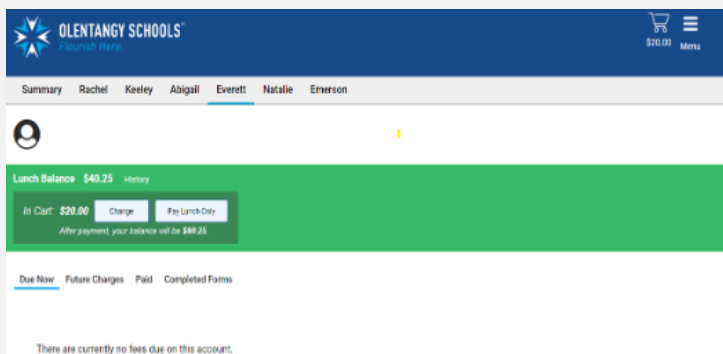 OLENTANGY SCHOOLS
Flourish Here.
$20.00 Menu
Summary Rachel Keeley Abigail Everett Natalie Emerson
Lunch Balance $40.25 History
In Cart: $20.00 Change Pay Lunch Only
After payment, your balance will be $60.25.
Due Now Future Charges Paid Completed Forms
There are currently no fees due on this account.